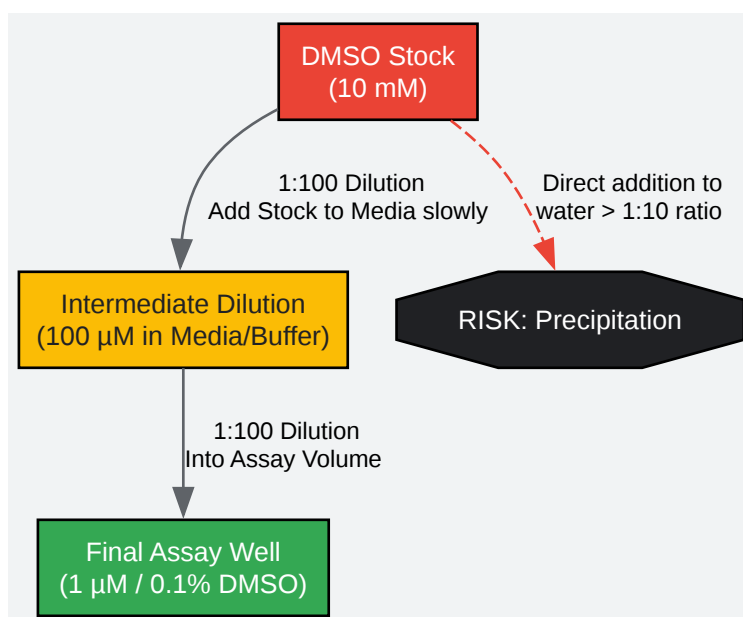 DMSO Stock
(10 mM)
1:100 Dilution
Add Stock to Media slowly
Direct addition to
water > 1:10 ratio
Intermediate Dilution
(100 µM in Media/Buffer)
RISK: Precipitation
1:100 Dilution
Into Assay Volume
Final Assay Well
(1 µM / 0.1% DMSO)